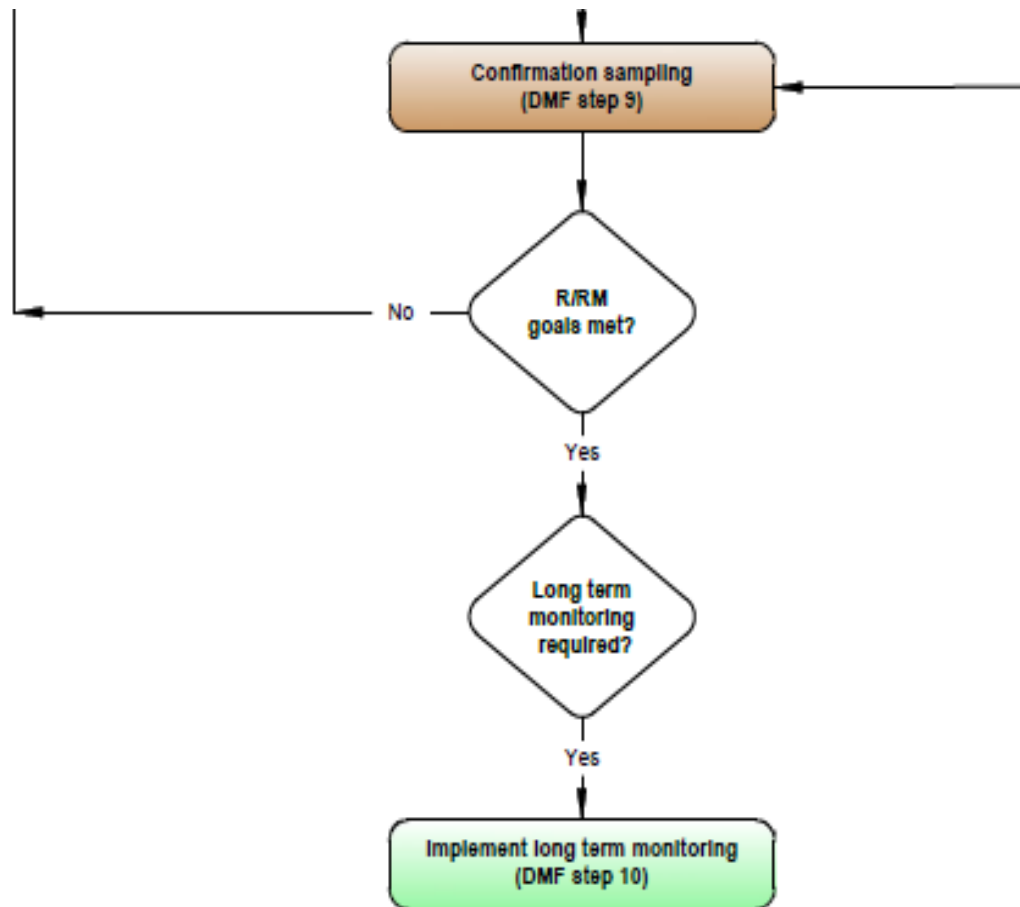 Confirmation sampling
(DMF step 9)
R/RM
goals met?
No
Yes
Long term
monitoring
required?
Yes
Implement long term monitoring
(DMF step 10)